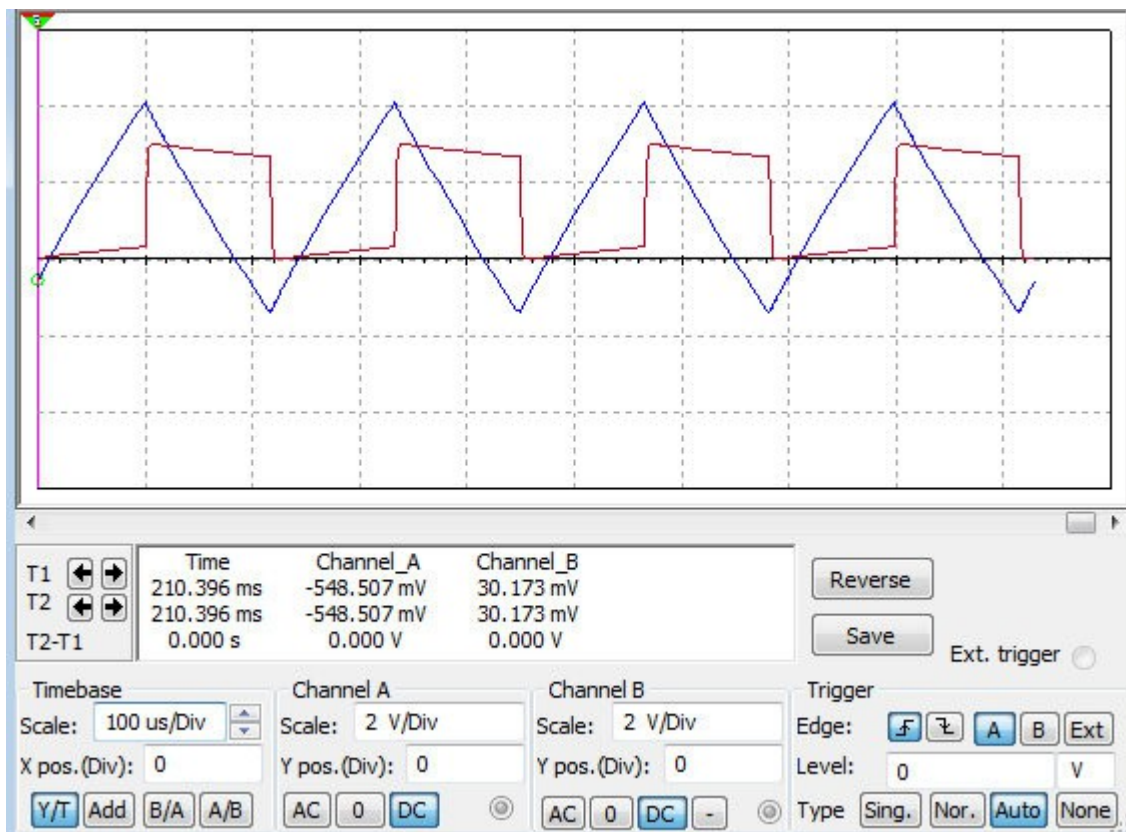 Time Channel_A Channel_B
T1 210.396 ms -548.507 mV 30.173 mV
T2 210.396 ms -548.507 mV 30.173 mV
T2-T1 0.000 s 0.000 V 0.000 V
Reverse
Save
Ext. trigger
Timebase
Scale: 100 us/Div
X pos.(Div): 0
Y/T Add B/A A/B
Channel A
Scale: 2 V/Div
Y pos.(Div): 0
AC 0 DC
Channel B
Scale: 2 V/Div
Y pos.(Div): 0
AC 0 DC -
Trigger
Edge: A B Ext
Level: 0 V
Type Sing. Nor. Auto None